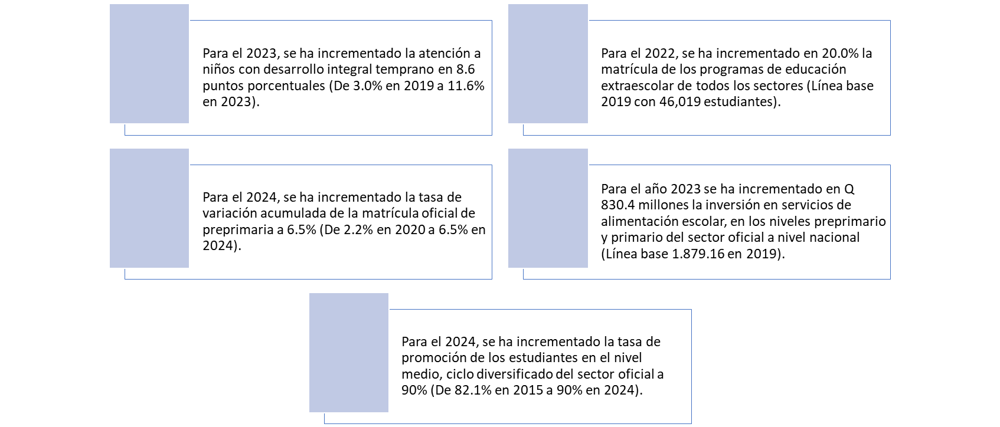 Para el 2023, se ha incrementado la atención a
niños con desarrollo integral temprano en 8.6
puntos porcentuales (De 3.0% en 2019 a 11.6%
en 2023).
Para el 2022, se ha incrementado en 20.0% la
matrícula de los programas de educación
extraescolar de todos los sectores (Línea base
2019 con 46,019 estudiantes).
Para el 2024, se ha incrementado la tasa de
variación acumulada de la matrícula oficial de
preprimaria a 6.5% (De 2.2% en 2020 a 6.5% en
2024).
Para el año 2023 se ha incrementado en Q
830.4 millones la inversión en servicios de
alimentación escolar, en los niveles preprimario
y primario del sector oficial a nivel nacional
(Línea base 1.879.16 en 2019).
Para el 2024, se ha incrementado la tasa de
promoción de los estudiantes en el nivel
medio, ciclo diversificado del sector oficial a
90% (De 82.1% en 2015 a 90% en 2024).